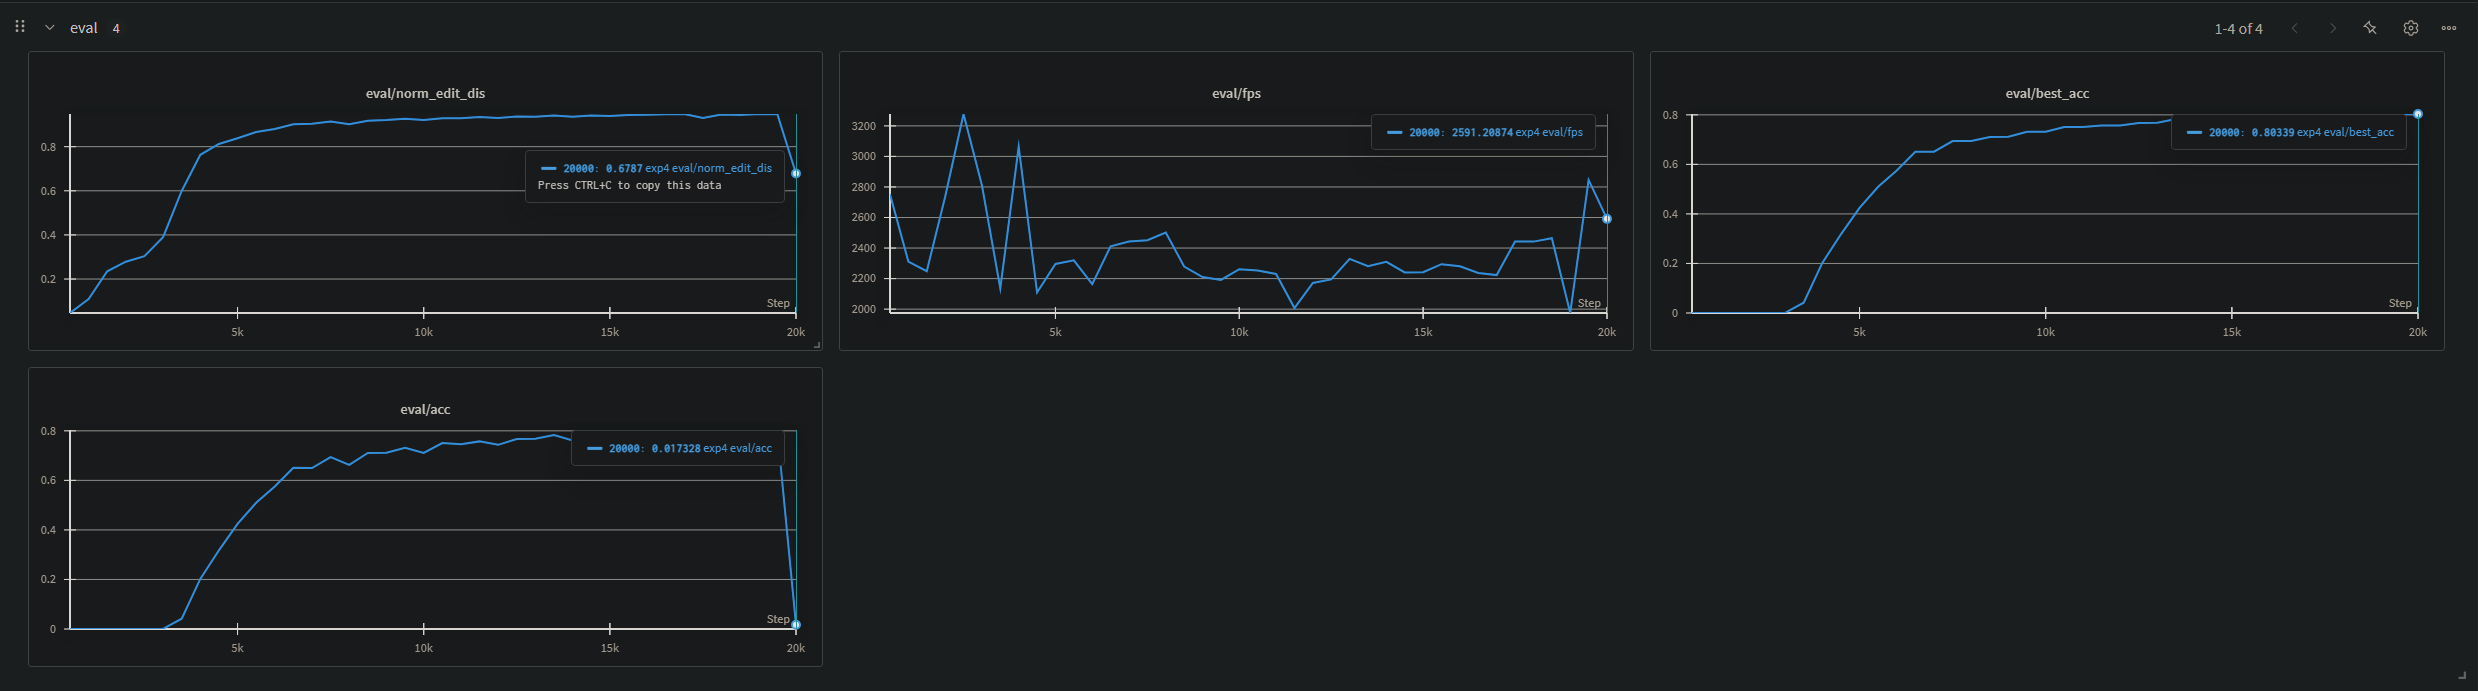 eval 4
1-4 of 4
eval/norm_edit_dis
0.8
0.6
0.4
0.2
20000: 0.6787 exp4 eval/norm_edit_dis
Press CTRL+C to copy this data
Step
5k 10k 15k 20k
eval/fps
3200
3000
2800
2600
2400
2200
2000
20000: 2591.20874 exp4 eval/fps
Step
5k 10k 15k 20k
eval/best_acc
0.8
0.6
0.4
0.2
0
20000: 0.80339 exp4 eval/best_acc
Step
5k 10k 15k 20k
eval/acc
0.8
0.6
0.4
0.2
0
20000: 0.017328 exp4 eval/acc
Step
5k 10k 15k 20k